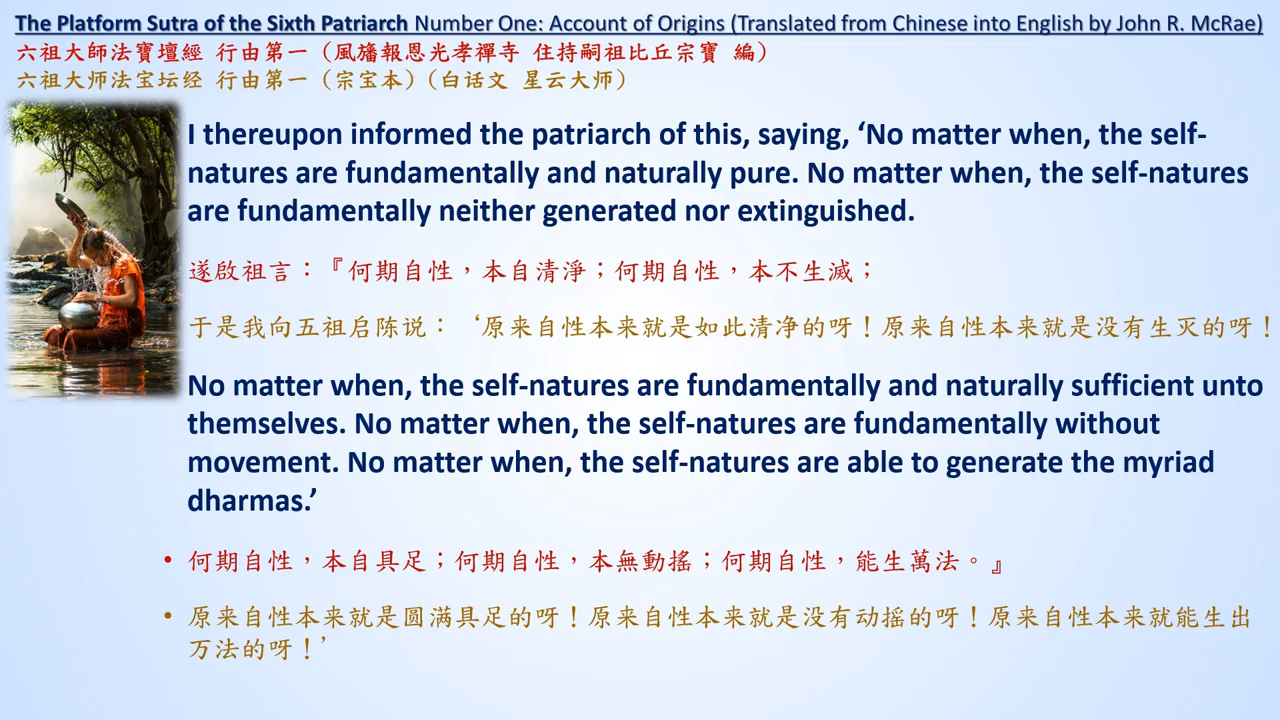 The Platform Sutra of the Sixth Patriarch Number One: Account of Origins (Translated from Chinese into English by John R. McRae)
六祖大師法寶壇經 行由第一（風旛報恩光孝禪寺 住持嗣祖比丘宗寶 編）
六祖大师法宝坛经 行由第一（宗宝本）（白话文 星云大师）
I thereupon informed the patriarch of this, saying, ‘No matter when, the self-
natures are fundamentally and naturally pure. No matter when, the self-natures
are fundamentally neither generated nor extinguished.
遂啟祖言：『何期自性，本自清淨；何期自性，本不生滅；
于是我向五祖启陈说：‘原来自性本来就是如此清净的呀！原来自性本来就是没有生灭的呀！
No matter when, the self-natures are fundamentally and naturally sufficient unto
themselves. No matter when, the self-natures are fundamentally without
movement. No matter when, the self-natures are able to generate the myriad
dharmas.’
• 何期自性，本自具足；何期自性，本無動搖；何期自性，能生萬法。』
• 原来自性本来就是圆满具足的呀！原来自性本来就是没有动摇的呀！原来自性本来就能生出
万法的呀！’